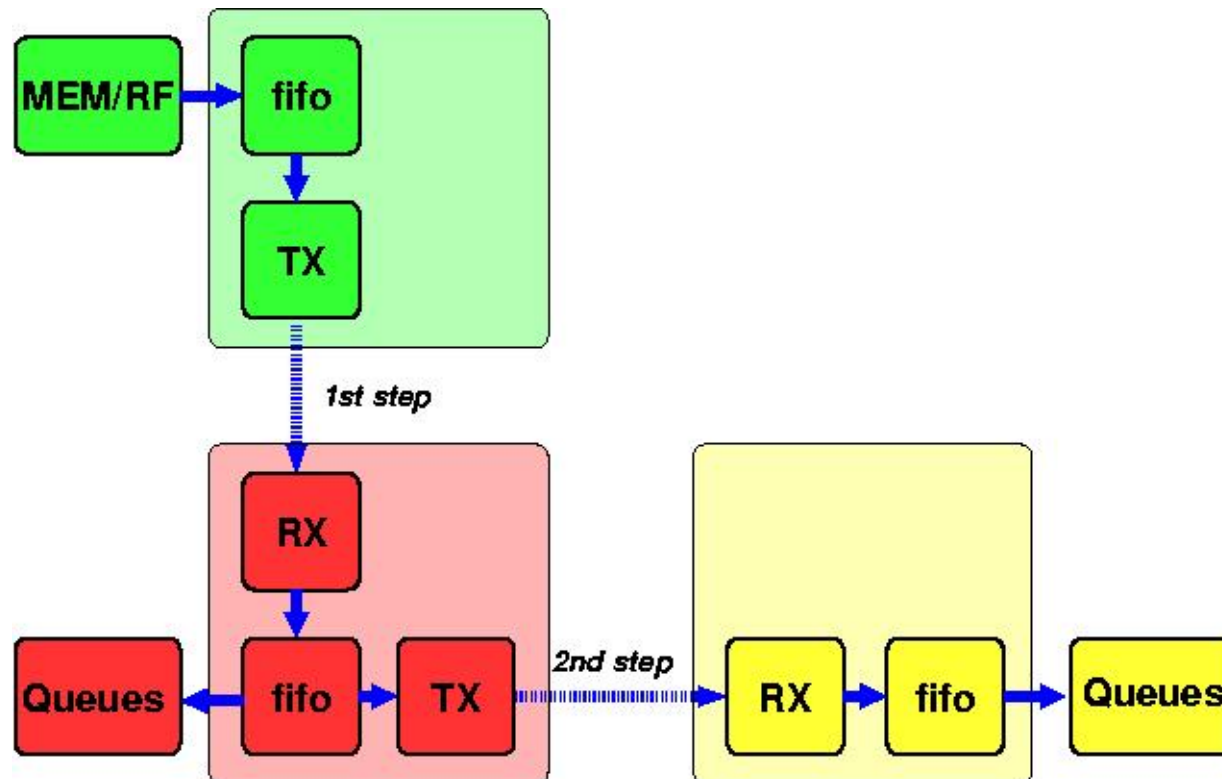 MEM/RF
fifo
TX
1st step
RX
Queues
fifo
TX
2nd step
RX
fifo
Queues